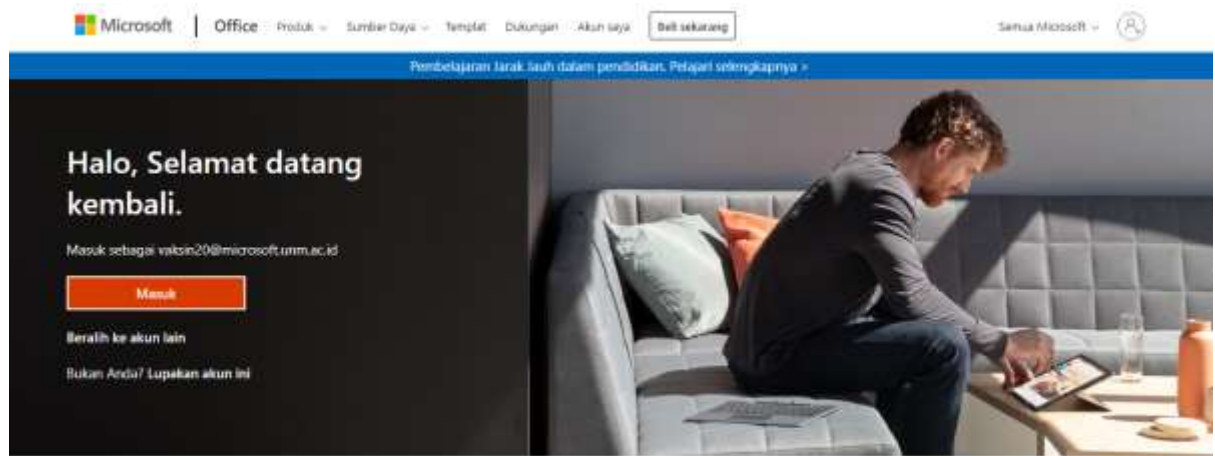 Microsoft | Office Produk Sumber Daya Templat Dukungan Akun saya Beli sekarang Semua Microsoft
Pembelajaran Jarak Jauh dalam pendidikan. Pelajari selengkapnya >
Halo, Selamat datang
kembali.
Masuk sebagai vaksin20@microsoft.unm.ac.id
Masuk
Beralih ke akun lain
Bukan Anda? Lupakan akun ini